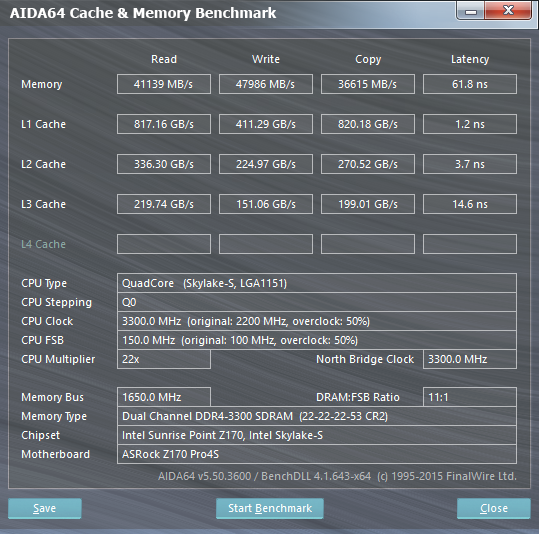 AIDA64 Cache & Memory Benchmark
Read Write Copy Latency
Memory 41139 MB/s 47986 MB/s 36615 MB/s 61.8 ns
L1 Cache 817.16 GB/s 411.29 GB/s 820.18 GB/s 1.2 ns
L2 Cache 336.30 GB/s 224.97 GB/s 270.52 GB/s 3.7 ns
L3 Cache 219.74 GB/s 151.06 GB/s 199.01 GB/s 14.6 ns
L4 Cache
CPU Type QuadCore (Skylake-S, LGA1151)
CPU Stepping Q0
CPU Clock 3300.0 MHz (original: 2200 MHz, overclock: 50%)
CPU FSB 150.0 MHz (original: 100 MHz, overclock: 50%)
CPU Multiplier 22x North Bridge Clock 3300.0 MHz
Memory Bus 1650.0 MHz DRAM:FSB Ratio 11:1
Memory Type Dual Channel DDR4-3300 SDRAM (22-22-22-53 CR2)
Chipset Intel Sunrise Point Z170, Intel Skylake-S
Motherboard ASRock Z170 Pro4S
AIDA64 v5.50.3600 / BenchDLL 4.1.643-x64 (c) 1995-2015 FinalWire Ltd.
Save Start Benchmark Close